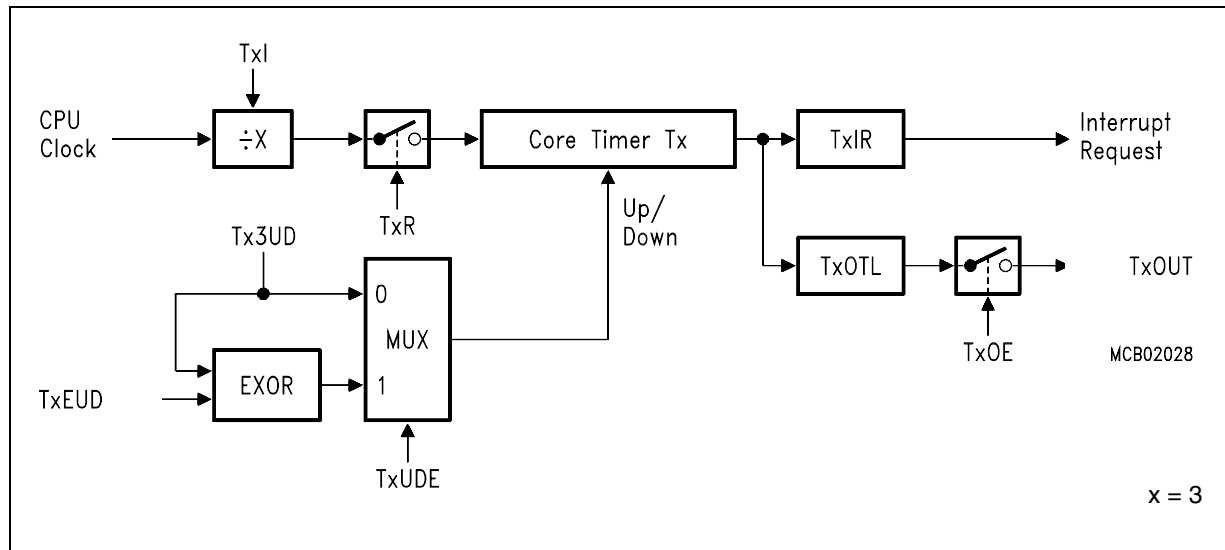 TxI
CPU
Clock
÷X
Core Timer Tx
TxIR
Interrupt
Request
TxR
Up/
Down
Tx3UD
0
MUX
1
EXOR
TxEUD
TxUDE
TxOTL
TxOUT
TxOE
MCB02028
x = 3